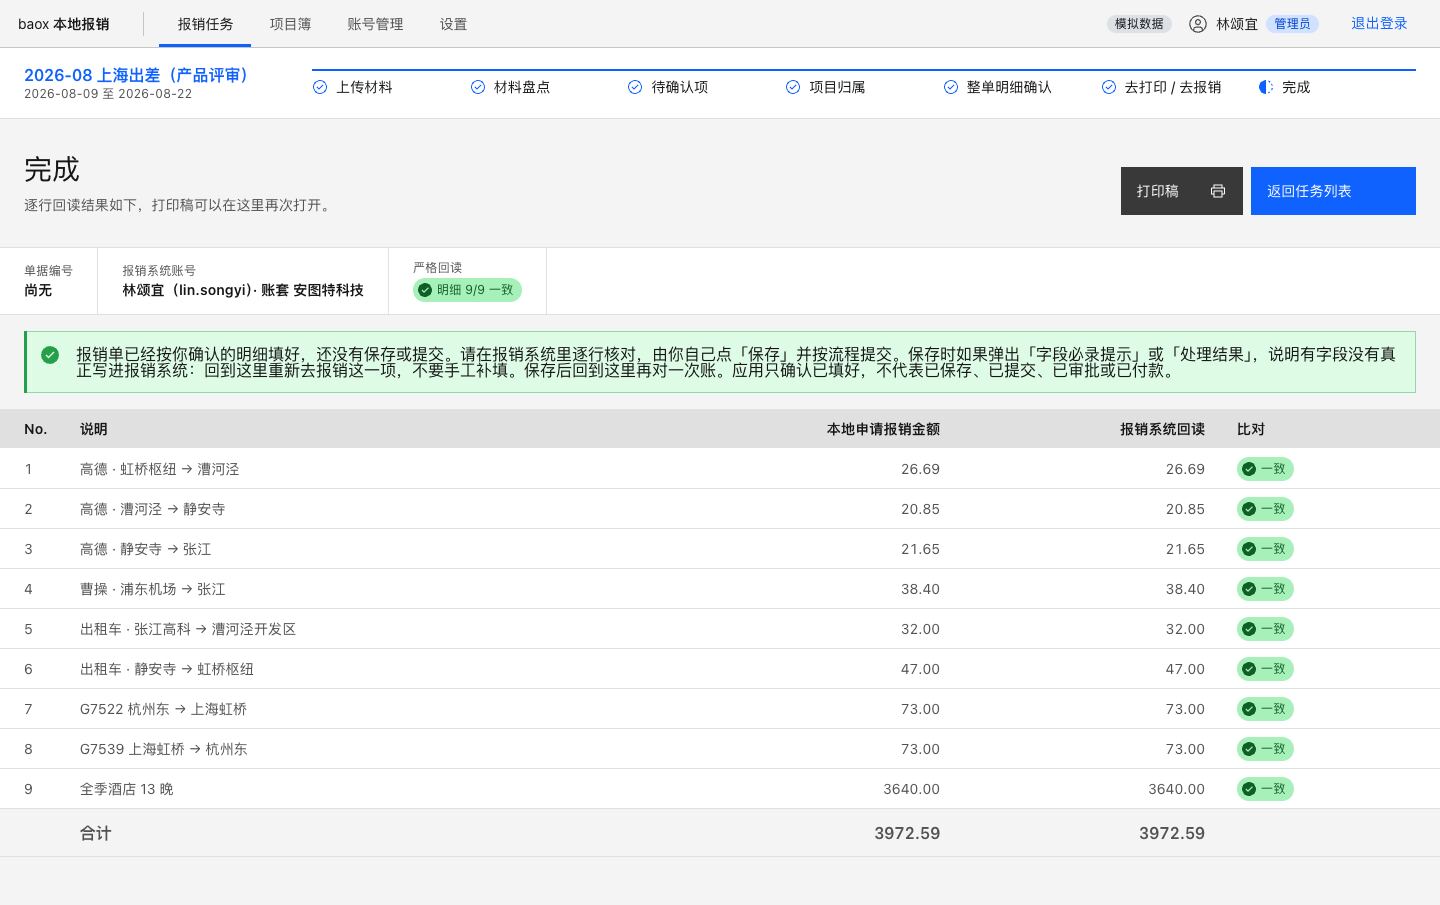 baox 本地报销
报销任务
项目簿
账号管理
设置
模拟数据
林颂宜
管理员
退出登录
2026-08 上海出差（产品评审）
2026-08-09 至 2026-08-22
上传材料
材料盘点
待确认项
项目归属
整单明细确认
去打印 / 去报销
完成
完成
逐行回读结果如下，打印稿可以在这里再次打开。
打印稿
返回任务列表
单据编号
尚无
报销系统账号
林颂宜（lin.songyi）· 账套 安图特科技
严格回读
明细 9/9 一致
报销单已经按你确认的明细填好，还没有保存或提交。请在报销系统里逐行核对，由你自己点「保存」并按流程提交。保存时如果弹出「字段必录提示」或「处理结果」，说明有字段没有真
正写进报销系统：回到这里重新去报销这一项，不要手工补填。保存后回到这里再对一次账。应用只确认已填好，不代表已保存、已提交、已审批或已付款。
No. 说明 本地申请报销金额 报销系统回读 比对
1 高德 · 虹桥枢纽 → 漕河泾 26.69 26.69 一致
2 高德 · 漕河泾 → 静安寺 20.85 20.85 一致
3 高德 · 静安寺 → 张江 21.65 21.65 一致
4 曹操 · 浦东机场 → 张江 38.40 38.40 一致
5 出租车 · 张江高科 → 漕河泾开发区 32.00 32.00 一致
6 出租车 · 静安寺 → 虹桥枢纽 47.00 47.00 一致
7 G7522 杭州东 → 上海虹桥 73.00 73.00 一致
8 G7539 上海虹桥 → 杭州东 73.00 73.00 一致
9 全季酒店 13 晚 3640.00 3640.00 一致
合计 3972.59 3972.59